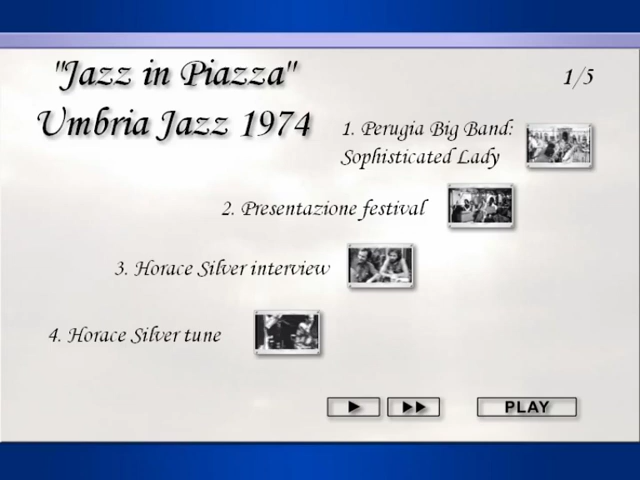 "Jazz in Piazza"
Umbria Jazz 1974
1/5
1. Perugia Big Band:
Sophisticated Lady
2. Presentazione festival
3. Horace Silver interview
4. Horace Silver tune
PLAY